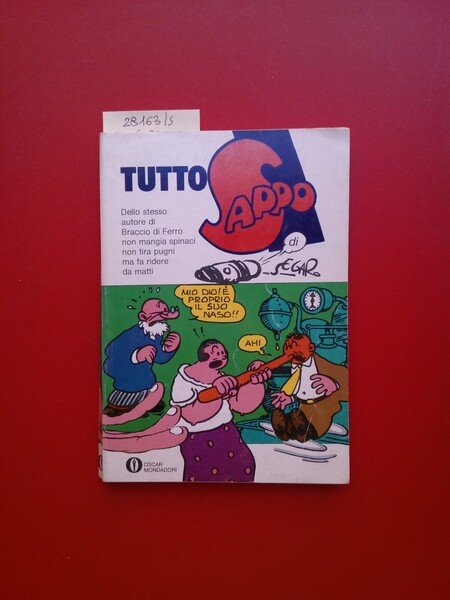 28163/S
TUTTO
SAPPO
Dello stesso
autore di
Braccio di Ferro
non mangia spinaci
non tira pugni
ma fa ridere
da matti
di
SEGAR
MIO DIO! È
PROPRIO
IL SUO
NASO!!
AHI!
OSCAR
MONDADORI